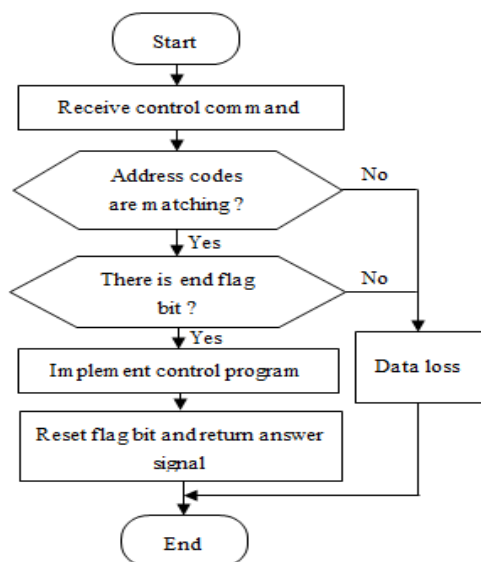 Start
Receive control command
Address codes
are matching ?
No
Yes
There is end flag
bit ?
No
Yes
Implement control program
Data loss
Reset flag bit and return answer
signal
End